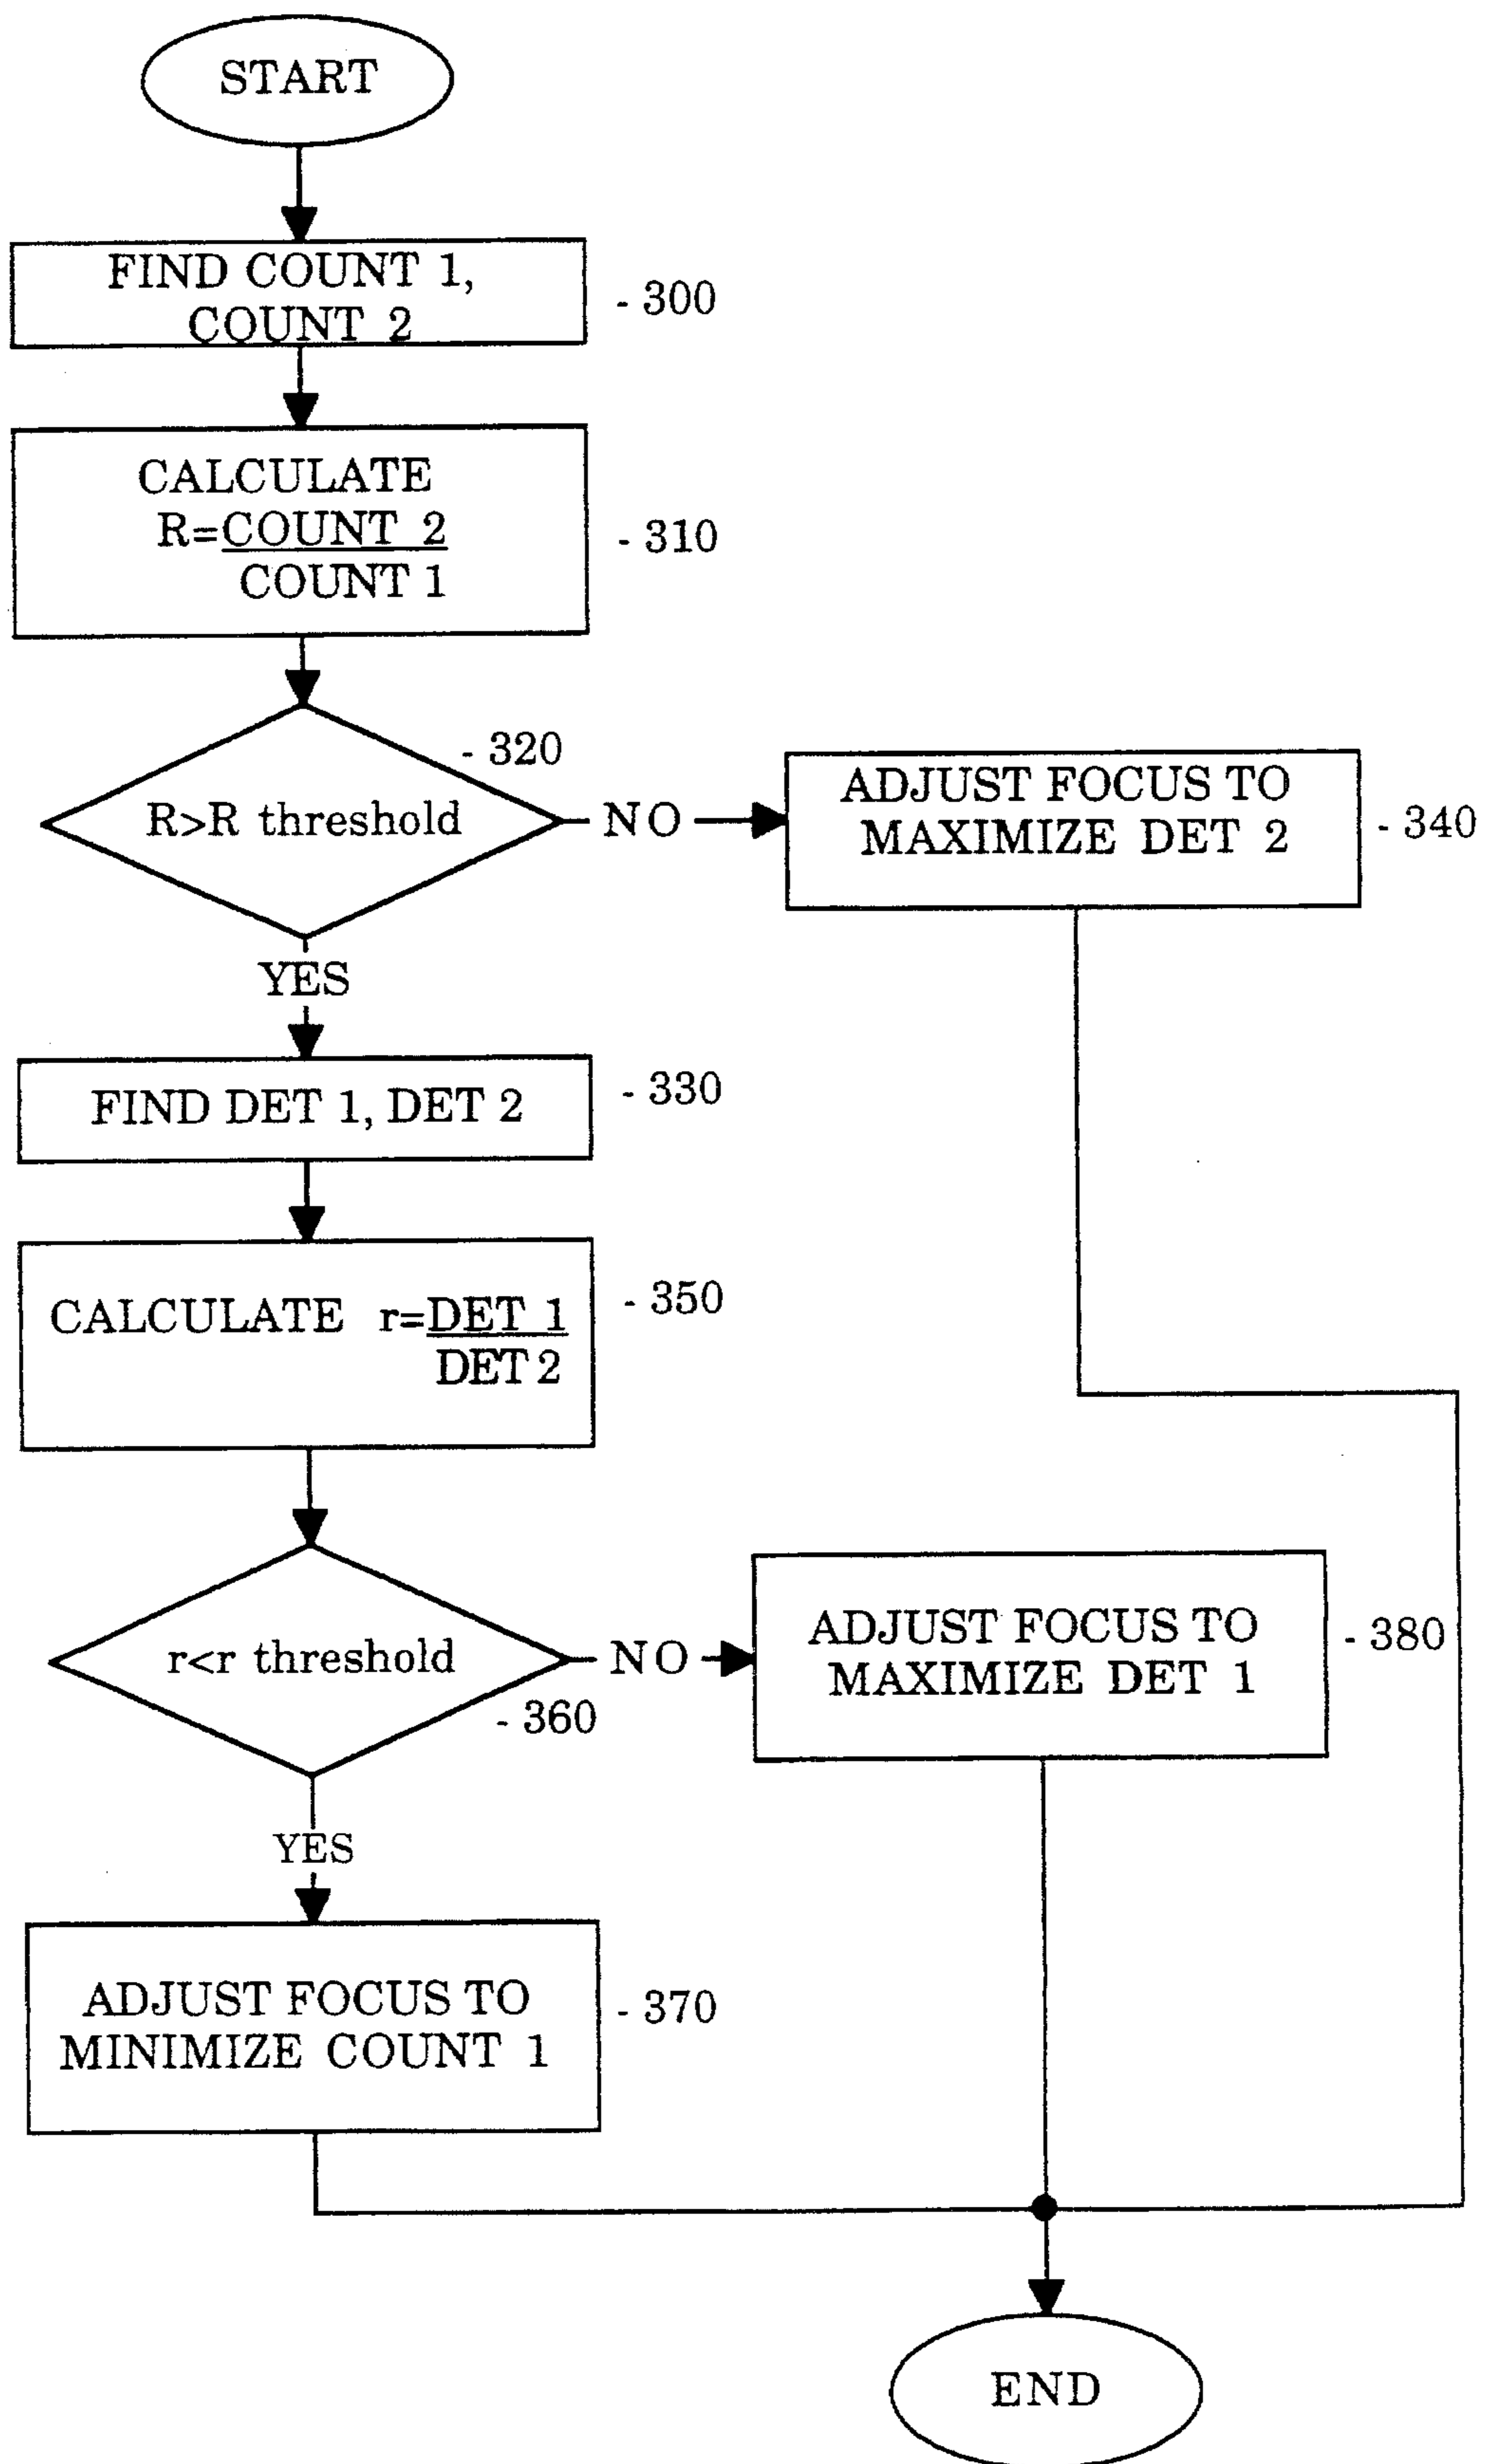 START
FIND COUNT 1,
COUNT 2
- 300
CALCULATE
R=COUNT 2
COUNT 1
- 310
- 320
R>R threshold
NO
ADJUST FOCUS TO
MAXIMIZE DET 2
- 340
YES
FIND DET 1, DET 2
- 330
CALCULATE r=DET 1
DET 2
- 350
r<r threshold
NO
- 360
ADJUST FOCUS TO
MAXIMIZE DET 1
- 380
YES
ADJUST FOCUS TO
MINIMIZE COUNT 1
- 370
END